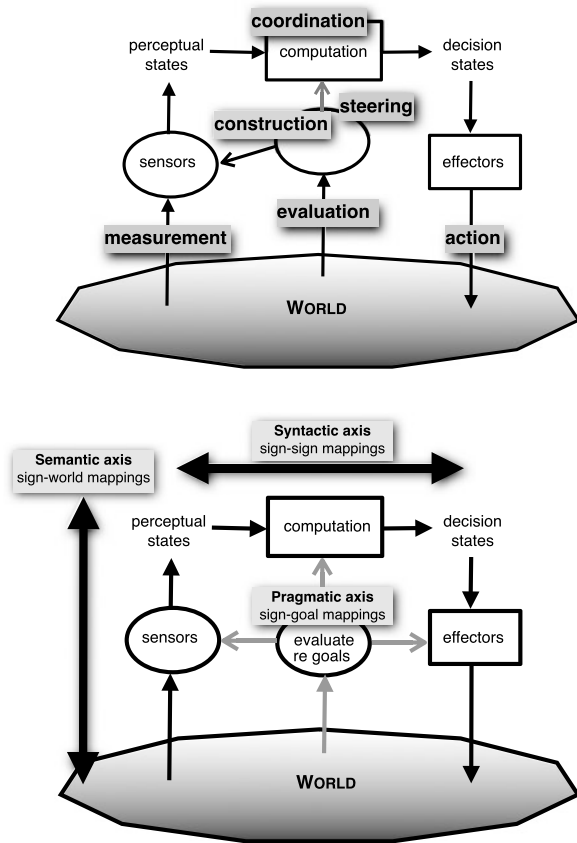 coordination
perceptual
states
computation
decision
states
steering
construction
sensors
effectors
evaluation
measurement
action
WORLD
Syntactic axis
sign-sign mappings
Semantic axis
sign-world mappings
perceptual
states
computation
decision
states
Pragmatic axis
sign-goal mappings
sensors
evaluate
re goals
effectors
WORLD